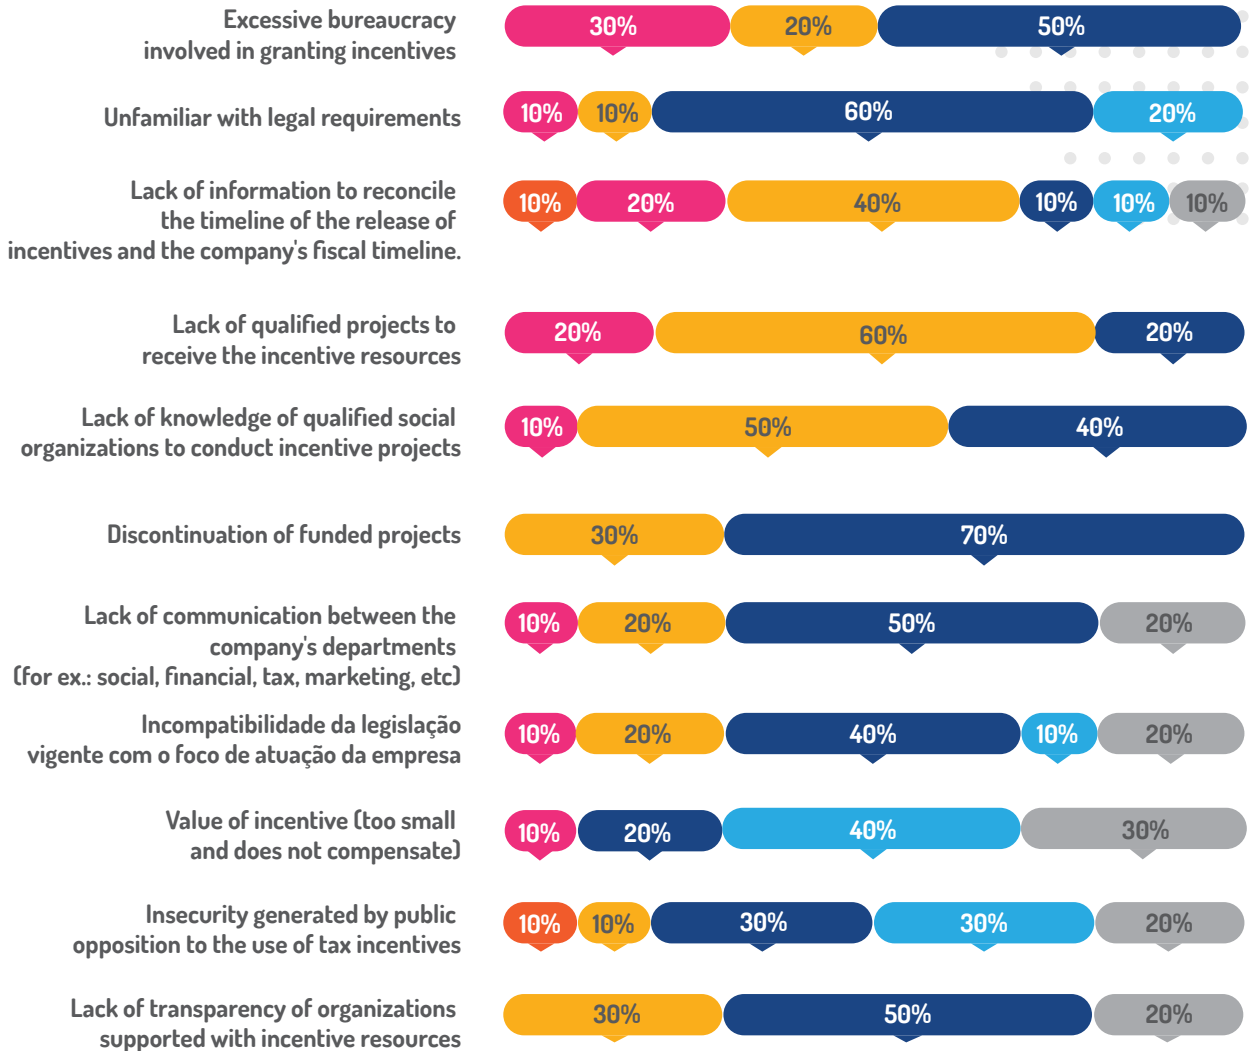 Excessive bureaucracy
involved in granting incentives
30% 20% 50%
Unfamiliar with legal requirements
10% 10% 60% 20%
Lack of information to reconcile
the timeline of the release of
incentives and the company's fiscal timeline.
10% 20% 40% 10% 10% 10%
Lack of qualified projects to
receive the incentive resources
20% 60% 20%
Lack of knowledge of qualified social
organizations to conduct incentive projects
10% 50% 40%
Discontinuation of funded projects
30% 70%
Lack of communication between the
company's departments
(for ex.: social, financial, tax, marketing, etc)
10% 20% 50% 20%
Incompatibilidade da legislação
vigente com o foco de atuação da empresa
10% 20% 40% 10% 20%
Value of incentive (too small
and does not compensate)
10% 20% 40% 30%
Insecurity generated by public
opposition to the use of tax incentives
10% 10% 30% 30% 20%
Lack of transparency of organizations
supported with incentive resources
30% 50% 20%